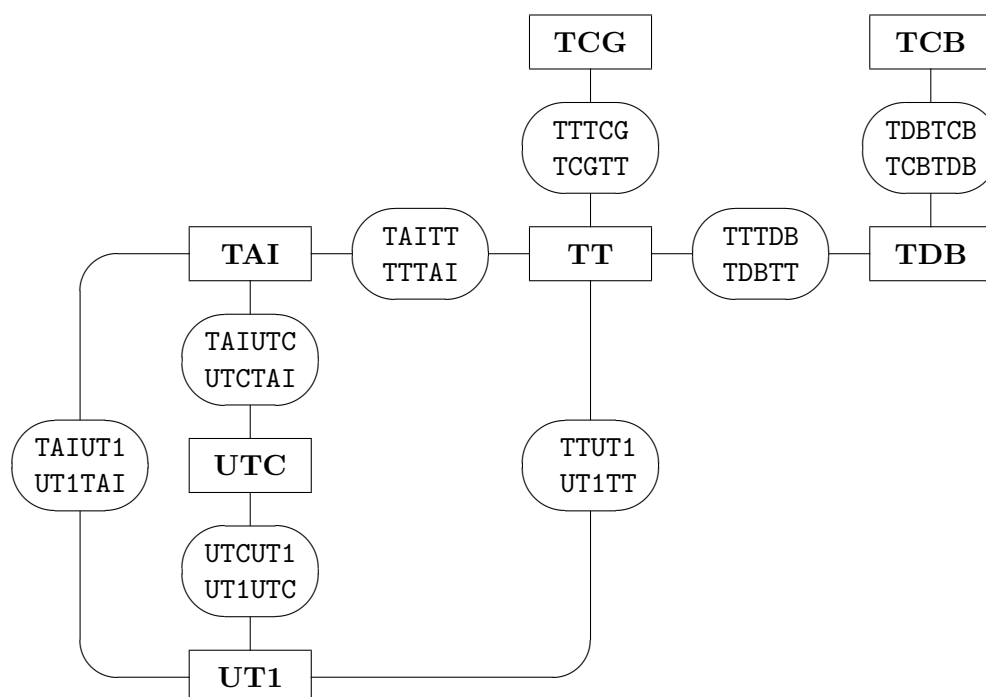 TCG
TCB
TTTCG
TCGTT
TDBTCB
TCBTDB
TAI
TAITT
TTTAI
TT
TTTDB
TDBTT
TDB
TAIUTC
UTCTAI
TAIUT1
UT1TAI
UTC
TTUT1
UT1TT
UTCUT1
UT1UTC
UT1